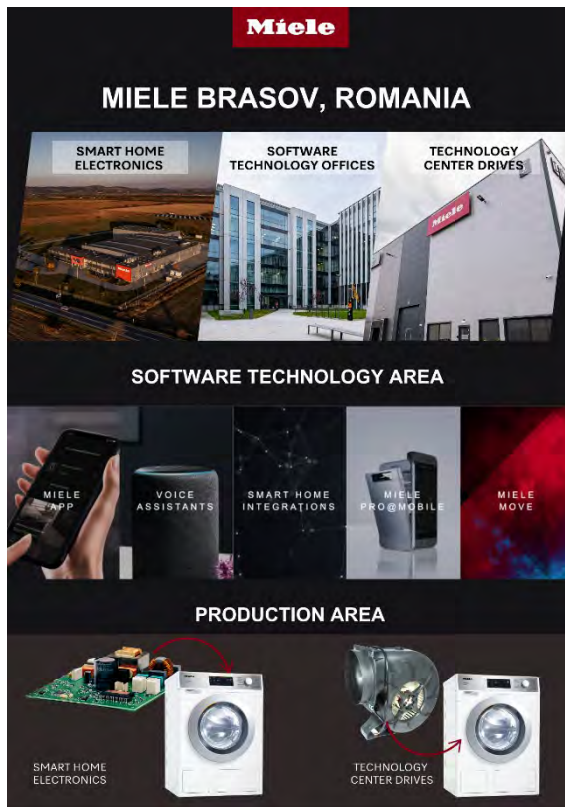 Miele
MIELE BRASOV, ROMANIA
SMART HOME
ELECTRONICS
SOFTWARE
TECHNOLOGY OFFICES
TECHNOLOGY
CENTER DRIVES
Miele
SOFTWARE TECHNOLOGY AREA
MIELE
APP
VOICE
ASSISTANTS
SMART HOME
INTEGRATIONS
MIELE
PRO@MOBILE
MIELE
MOVE
PRODUCTION AREA
SMART HOME
ELECTRONICS
TECHNOLOGY
CENTER DRIVES